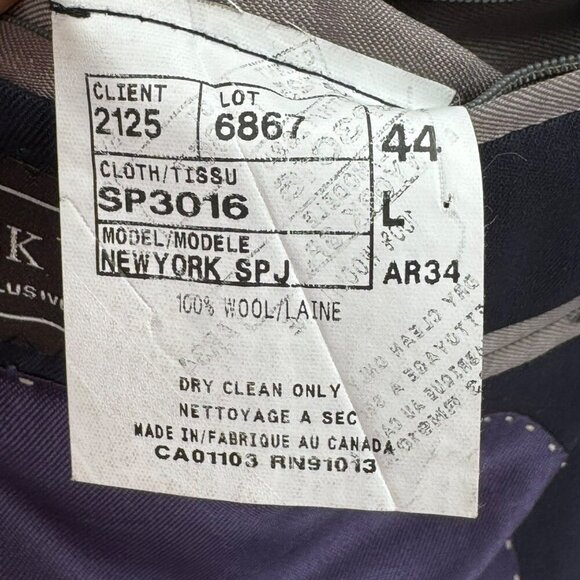 CLIENT LOT
2125 6867 44
CLOTH/TISSU
SP3016 L
MODEL/MODELE
NEWYORK SPJ AR34
100% WOOL/LAINE
DRY CLEAN ONLY
NETTOYAGE A SEC
MADE IN/FABRIQUE AU CANADA
CA01103 RN91013
K